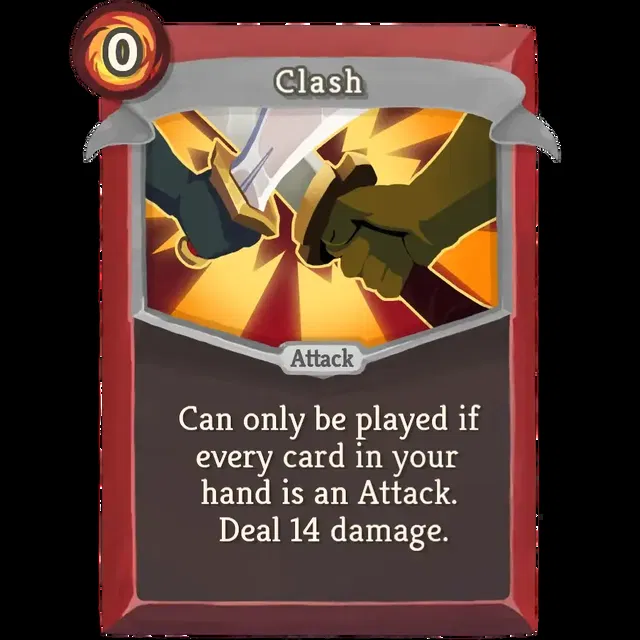 0
Clash
Attack
Can only be played if
every card in your
hand is an Attack.
Deal 14 damage.